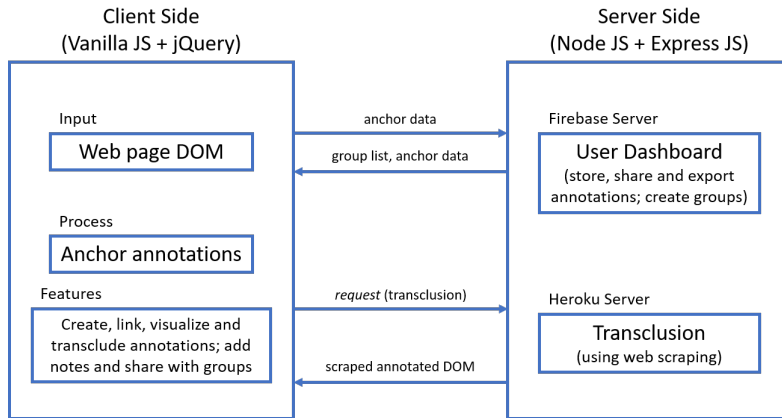 Client Side
(Vanilla JS + jQuery)
Input
Web page DOM
Process
Anchor annotations
Features
Create, link, visualize and
transclude annotations; add
notes and share with groups
anchor data
group list, anchor data
request (transclusion)
scraped annotated DOM
Server Side
(Node JS + Express JS)
Firebase Server
User Dashboard
(store, share and export
annotations; create groups)
Heroku Server
Transclusion
(using web scraping)